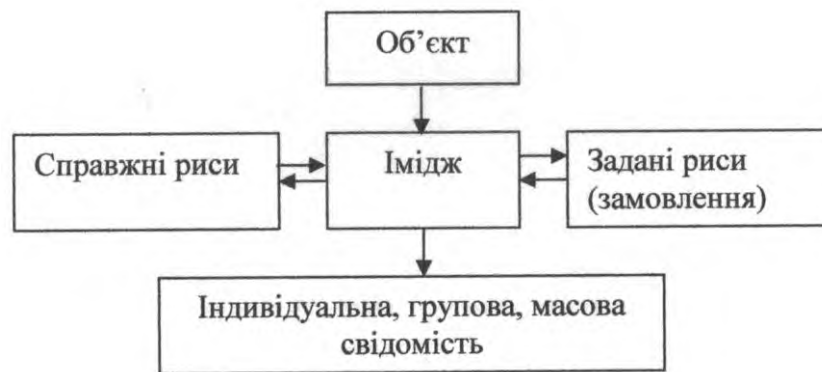 Об’єкт
Справжні риси
Імідж
Задані риси
(замовлення)
Індивідуальна, групова, масова
свідомість